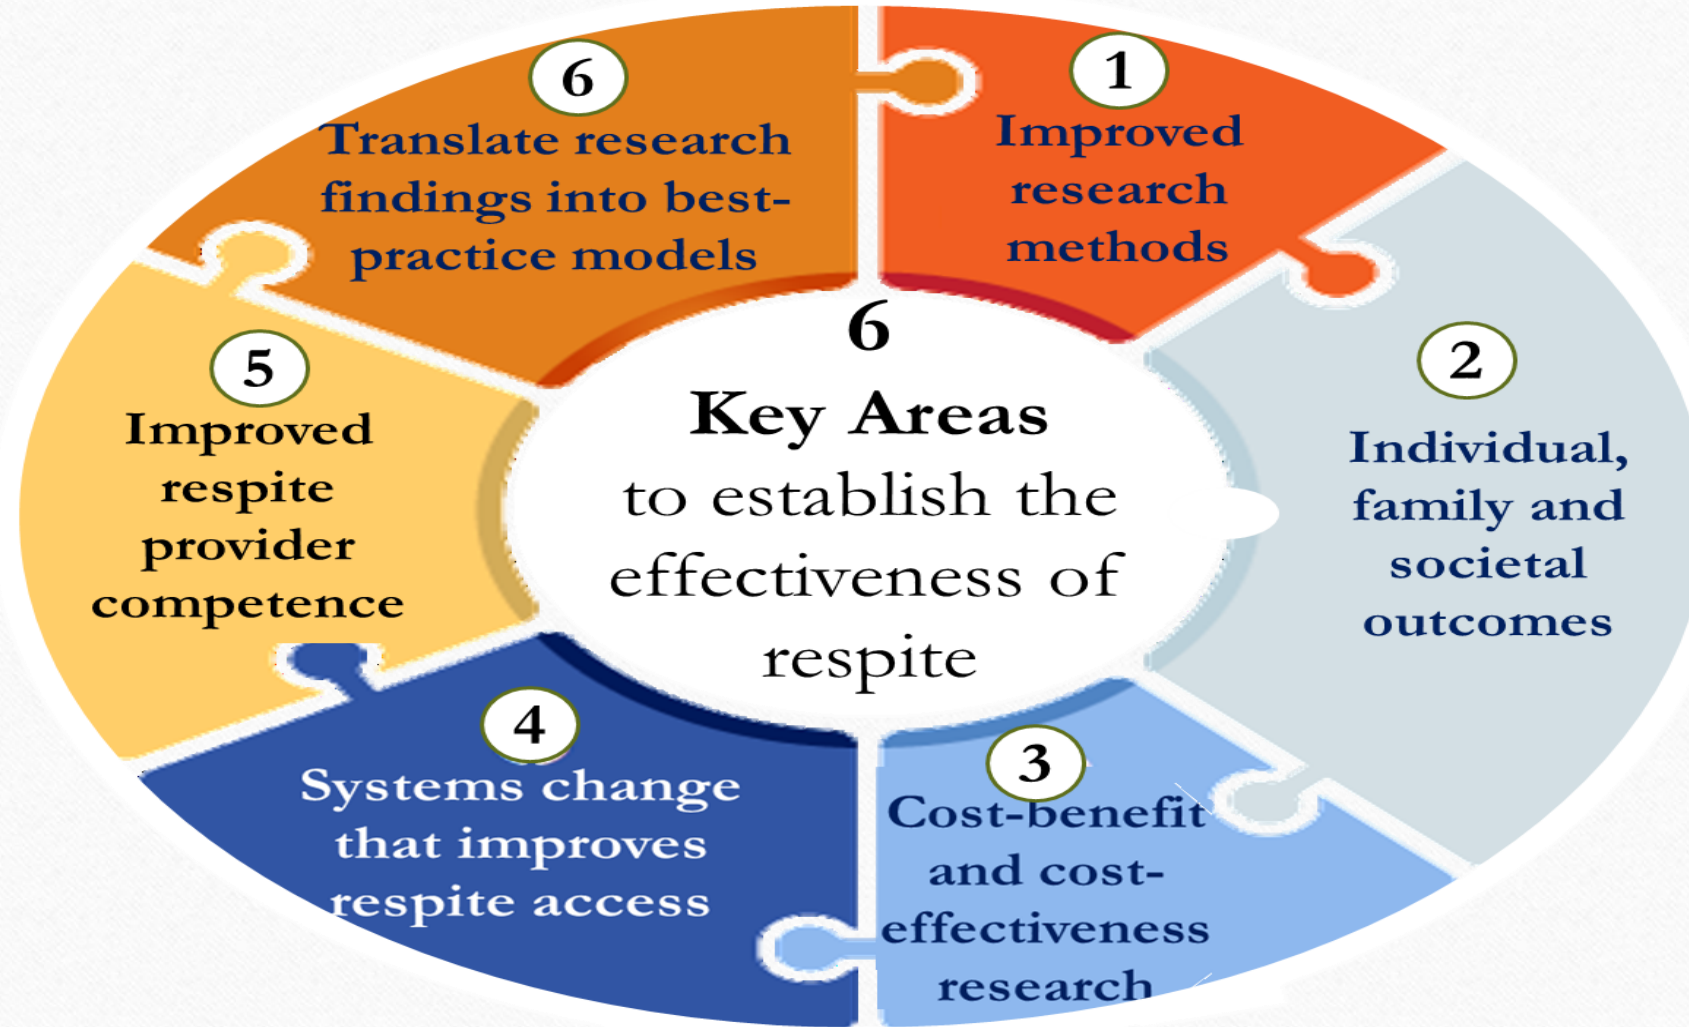 6
Key Areas
to establish the
effectiveness of
respite
1
Improved
research
methods
2
Individual,
family and
societal
outcomes
3
Cost-benefit
and cost-
effectiveness
research
4
Systems change
that improves
respite access
5
Improved
respite
provider
competence
6
Translate research
findings into best-
practice models